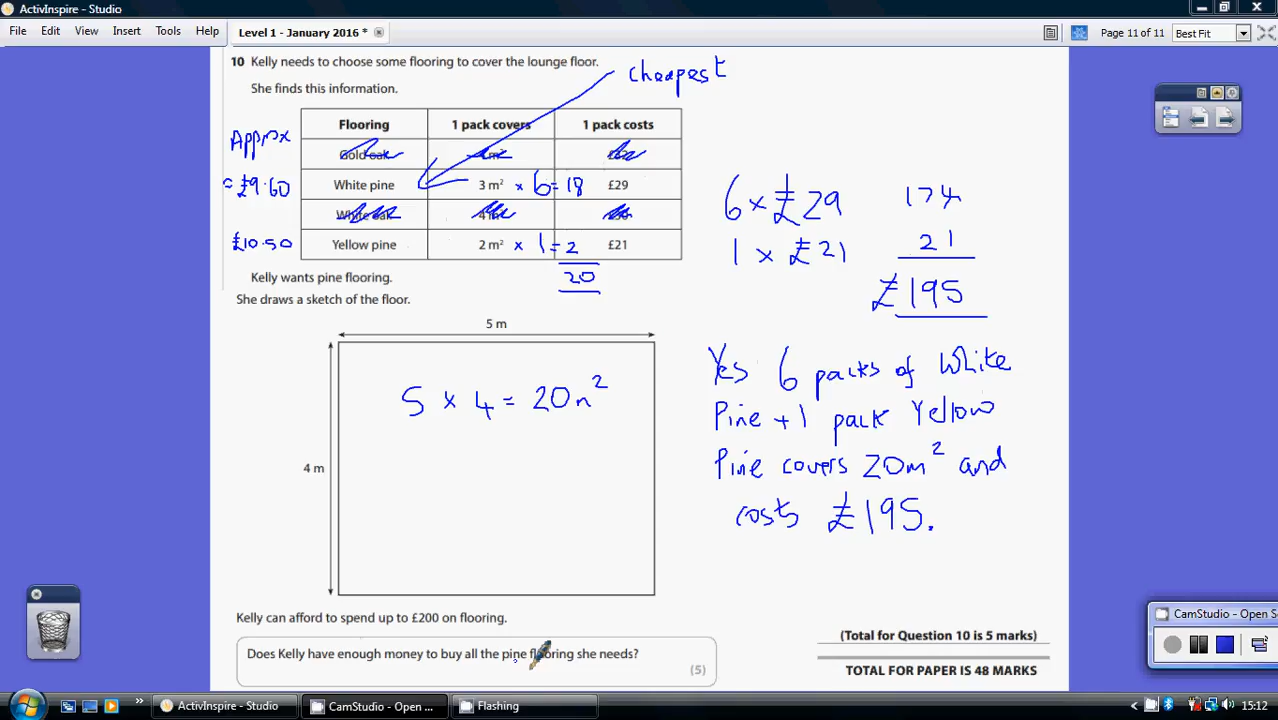 ActivInspire - Studio
File Edit View Insert Tools Help Level 1 - January 2016 * Page 11 of 11 Best Fit
10 Kelly needs to choose some flooring to cover the lounge floor.
cheapest
She finds this information.
Flooring 1 pack covers 1 pack costs
Approx
Gold oak
= £9.60 White pine 3 m² × 6 = 18 £29
White oak 4 m²
£10.50 Yellow pine 2 m² × 1 = 2 £21
20
Kelly wants pine flooring.
She draws a sketch of the floor.
6 × £29 174
1 × £21 21
£195
5 m
5 × 4 = 20m²
4 m
Yes 6 packs of White
Pine + 1 pack Yellow
Pine covers 20m² and
costs £195.
Kelly can afford to spend up to £200 on flooring.
Does Kelly have enough money to buy all the pine flooring she needs?
(5)
(Total for Question 10 is 5 marks)
TOTAL FOR PAPER IS 48 MARKS
CamStudio - Open S
ActivInspire - Studio CamStudio - Open ... Flashing 15:12